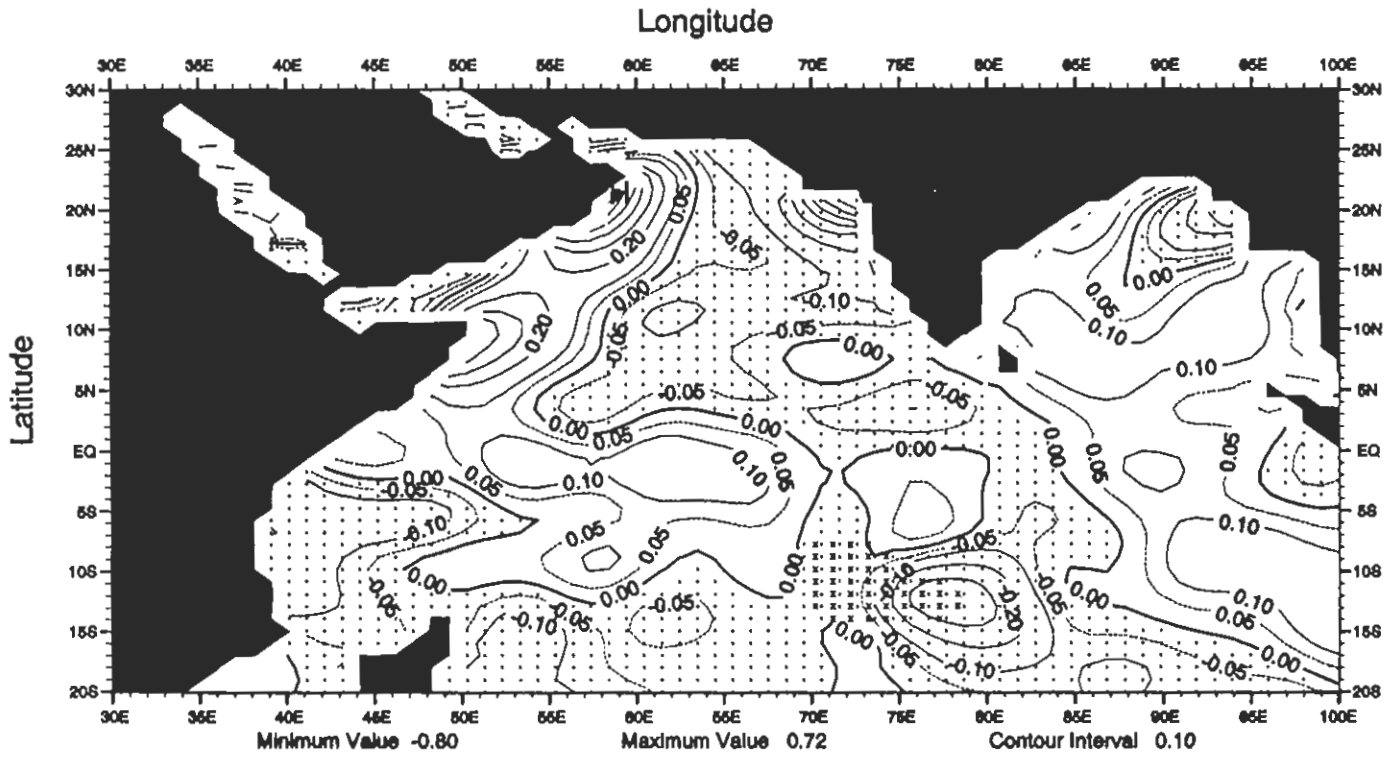 Longitude
30E 35E 40E 45E 50E 55E 60E 65E 70E 75E 80E 85E 90E 95E 100E
30N 30N
25N 25N
0.05
20N 20N
0.20 -0.05
15N 15N
0.00 0.00
0.05 -0.10
0.20 0.10
10N -0.05 0.05 10N
0.00
0.10
5N -0.05 -0.05 5N
0.00 0.05 0.00
Latitude
EQ 0.00 0.00 0.05 0.05 EQ
0.00 0.05 0.10 0.10 0.05
-0.05
5S -0.10 0.05 0.05 -0.05 0.10 5S
10S 0.00 0.00 -0.10 10S
-0.05 0.00 -0.05 -0.05 0.00 0.10
-0.10 -0.05 -0.20 0.05
15S 0.00 15S
-0.05 -0.10 -0.05 0.00
20S 20S
30E 35E 40E 45E 50E 55E 60E 65E 70E 75E 80E 85E 90E 95E 100E
Minimum Value -0.80 Maximum Value 0.72 Contour Interval 0.10